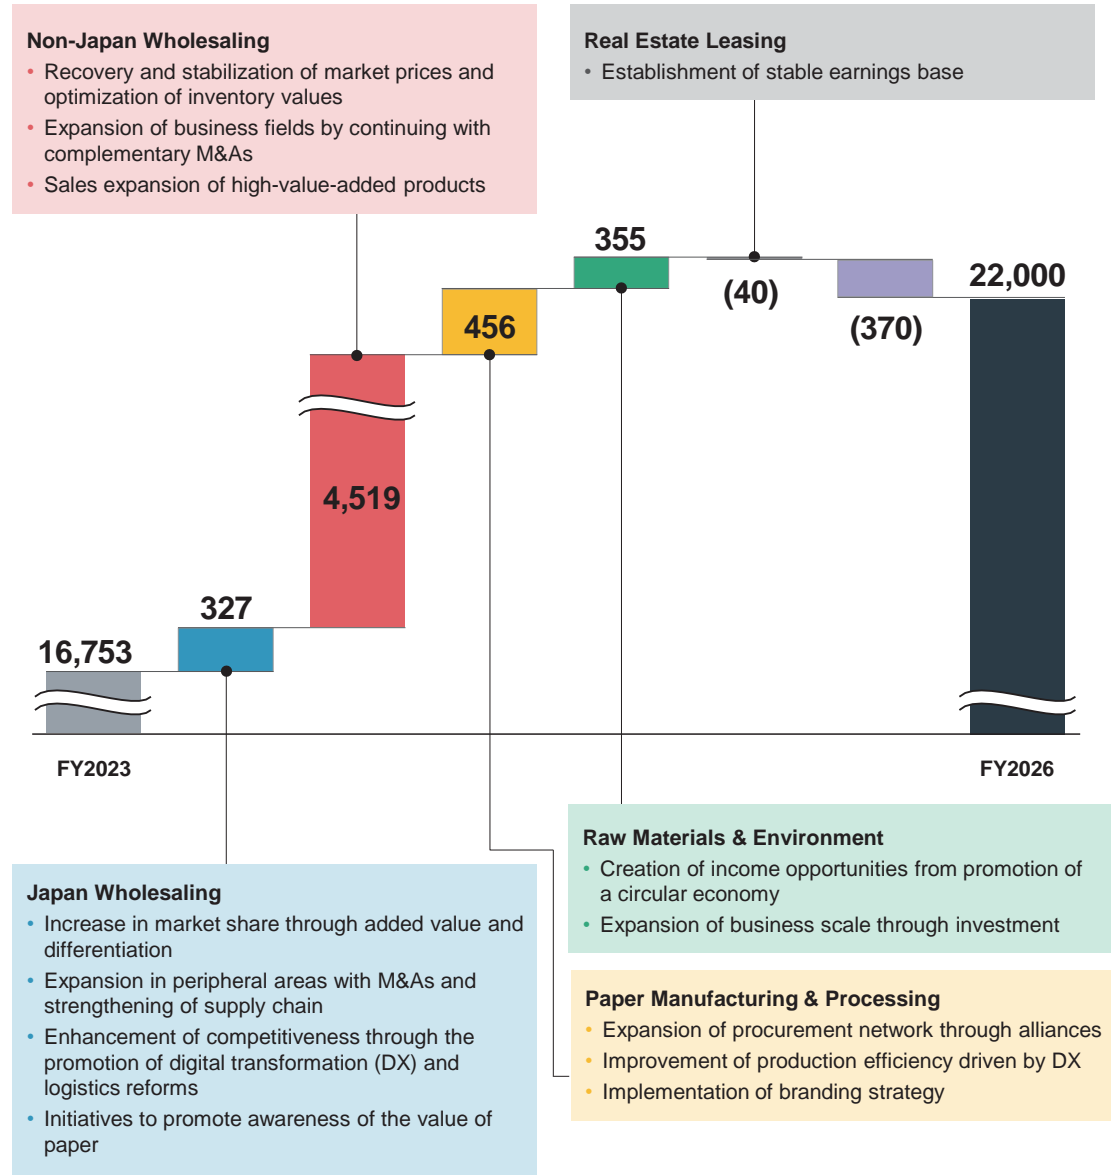 Non-Japan Wholesaling
• Recovery and stabilization of market prices and
optimization of inventory values
• Expansion of business fields by continuing with
complementary M&As
• Sales expansion of high-value-added products
Real Estate Leasing
• Establishment of stable earnings base
16,753
327
4,519
456
355
(40)
(370)
22,000
FY2023
FY2026
Japan Wholesaling
• Increase in market share through added value and
differentiation
• Expansion in peripheral areas with M&As and
strengthening of supply chain
• Enhancement of competitiveness through the
promotion of digital transformation (DX) and
logistics reforms
• Initiatives to promote awareness of the value of
paper
Raw Materials & Environment
• Creation of income opportunities from promotion of
a circular economy
• Expansion of business scale through investment
Paper Manufacturing & Processing
• Expansion of procurement network through alliances
• Improvement of production efficiency driven by DX
• Implementation of branding strategy